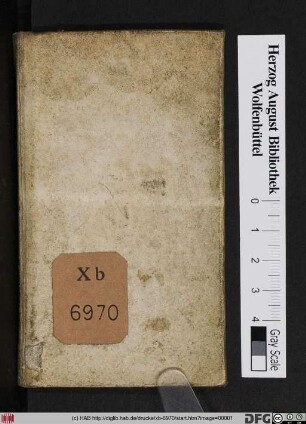 Xb
6970
Herzog August Bibliothek
Wolfenbüttel
0
1
2
3
4
Gray Scale
(c) HAB http://diglib.hab.de/drucke/xb-6970/start.htm?image=00001
DFG